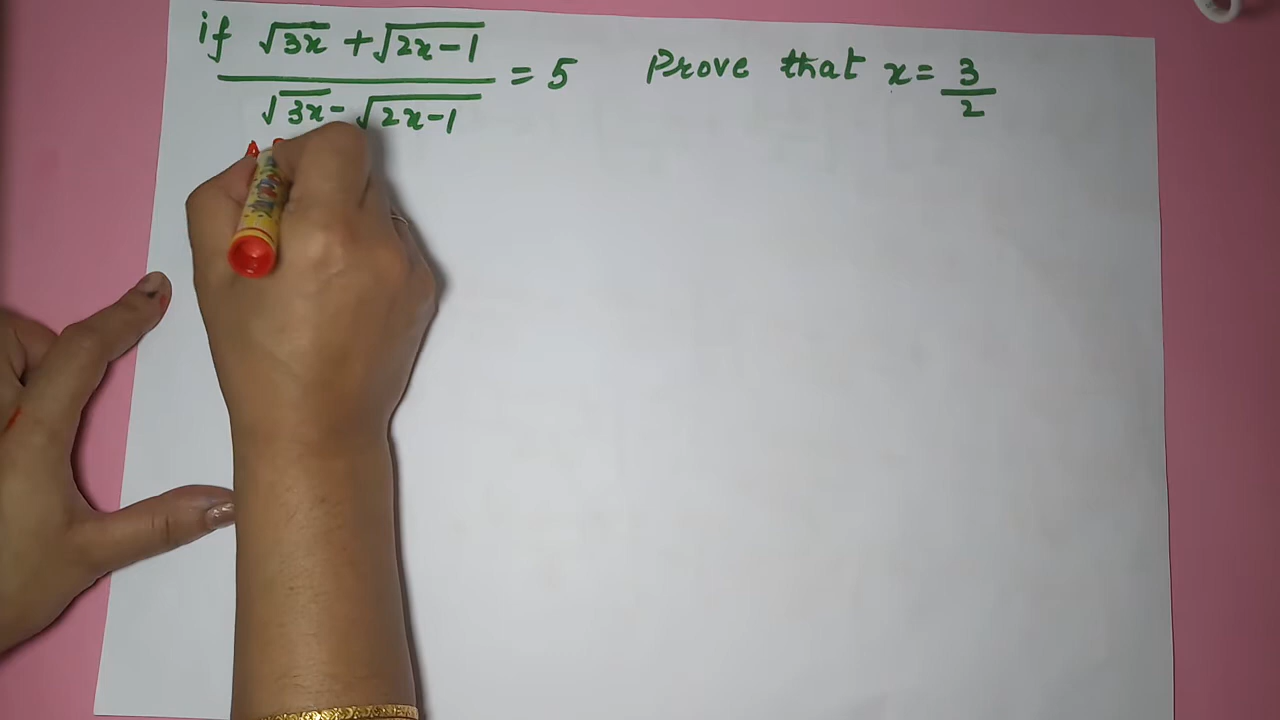 if √3x + √2x-1 / √3x - √2x-1 = 5 Prove that x = 3/2